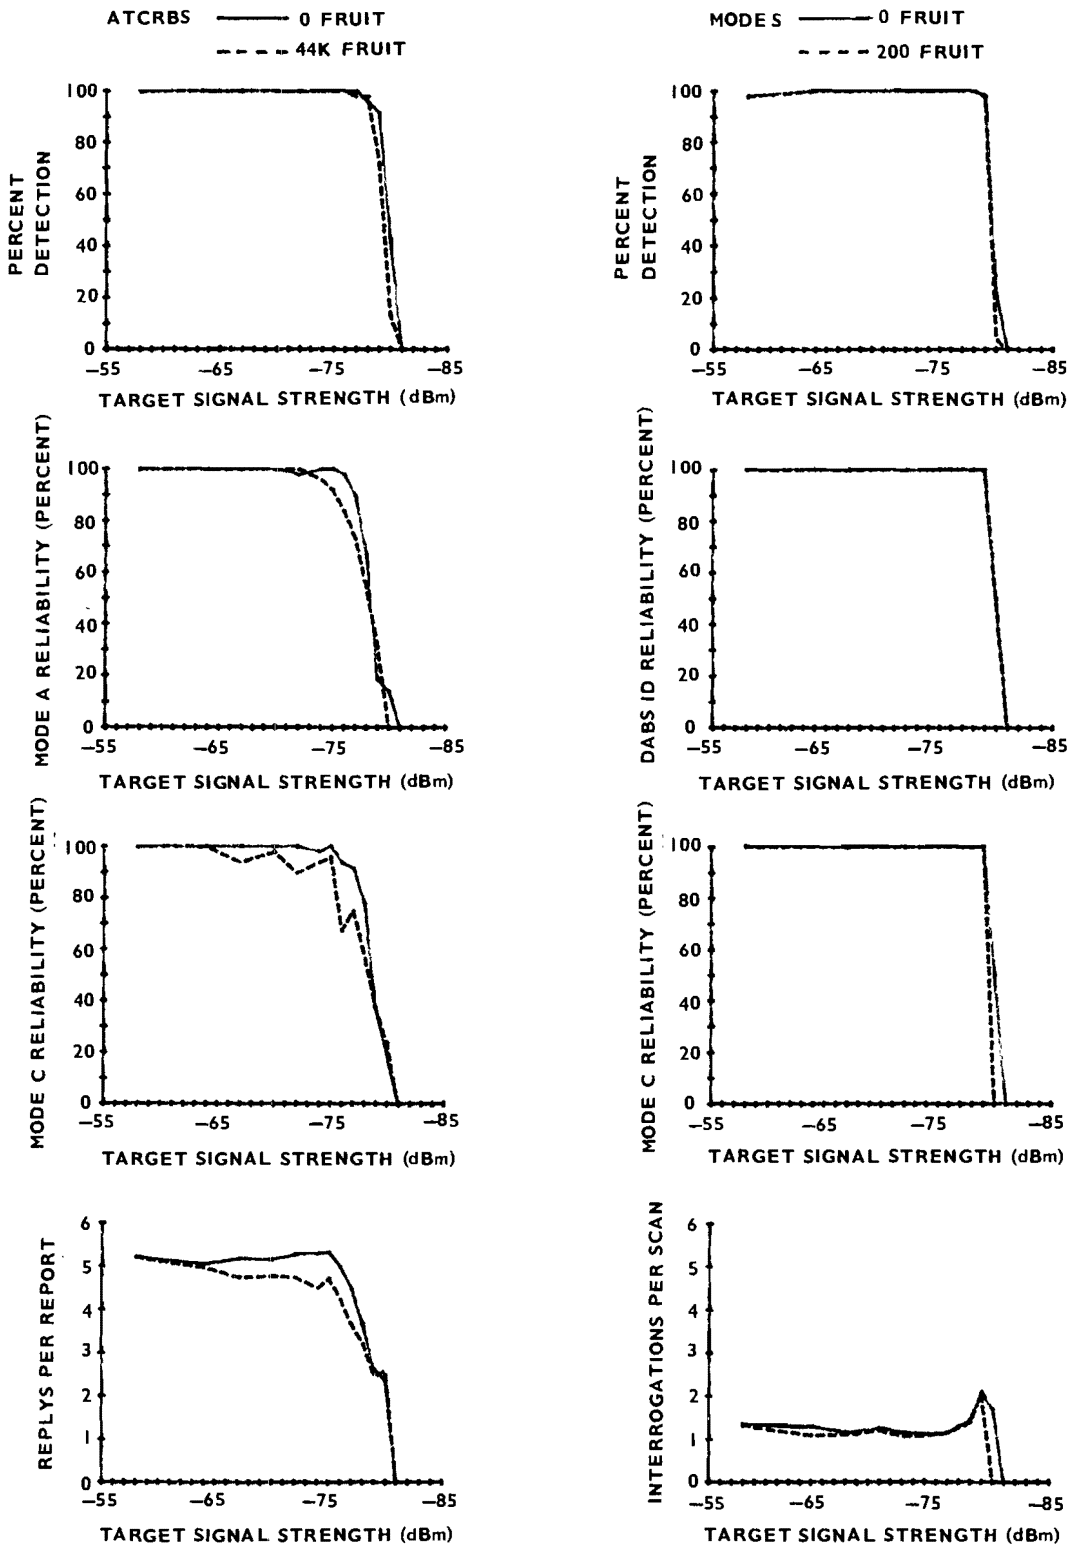 ATCRBS 0 FRUIT
44K FRUIT
MODE S 0 FRUIT
200 FRUIT
PERCENT
DETECTION
100
80
60
40
20
0
-55 -65 -75 -85
TARGET SIGNAL STRENGTH (dBm)
PERCENT
DETECTION
100
80
60
40
20
0
-55 -65 -75 -85
TARGET SIGNAL STRENGTH (dBm)
MODE A RELIABILITY (PERCENT)
100
80
60
40
20
0
-55 -65 -75 -85
TARGET SIGNAL STRENGTH (dBm)
DABS ID RELIABILITY (PERCENT)
100
80
60
40
20
0
-55 -65 -75 -85
TARGET SIGNAL STRENGTH (dBm)
MODE C RELIABILITY (PERCENT)
100
80
60
40
20
0
-55 -65 -75 -85
TARGET SIGNAL STRENGTH (dBm)
MODE C RELIABILITY (PERCENT)
100
80
60
40
20
0
-55 -65 -75 -85
TARGET SIGNAL STRENGTH (dBm)
REPLYS PER REPORT
6
5
4
3
2
1
0
-55 -65 -75 -85
TARGET SIGNAL STRENGTH (dBm)
INTERROGATIONS PER SCAN
6
5
4
3
2
1
0
-55 -65 -75 -85
TARGET SIGNAL STRENGTH (dBm)